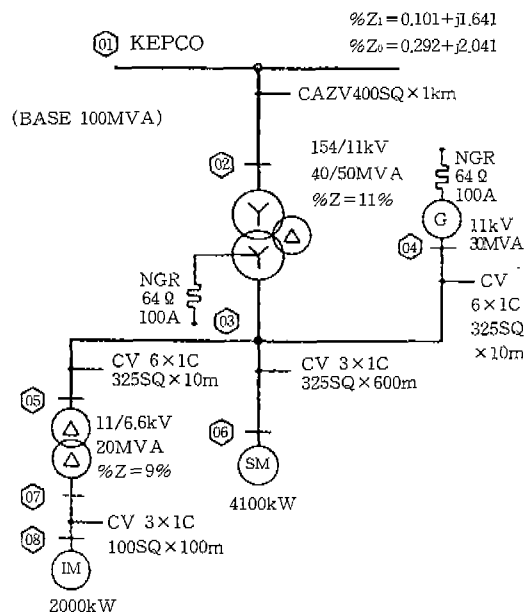 %Z1=0.101+j1.641
%Z0=0.292+j2.041
01 KEPCO
CAZV400SQ×1km
(BASE 100MVA)
02
154/11kV
40/50MVA
%Z=11%
NGR
64Ω
100A
G
11kV
30MVA
04
NGR
64Ω
100A
03
CV
6×1C
325SQ
×10m
CV 6×1C
325SQ×10m
CV 3×1C
325SQ×600m
05
11/6.6kV
20MVA
%Z=9%
06
SM
4100kW
07
CV 3×1C
100SQ×100m
08
IM
2000kW